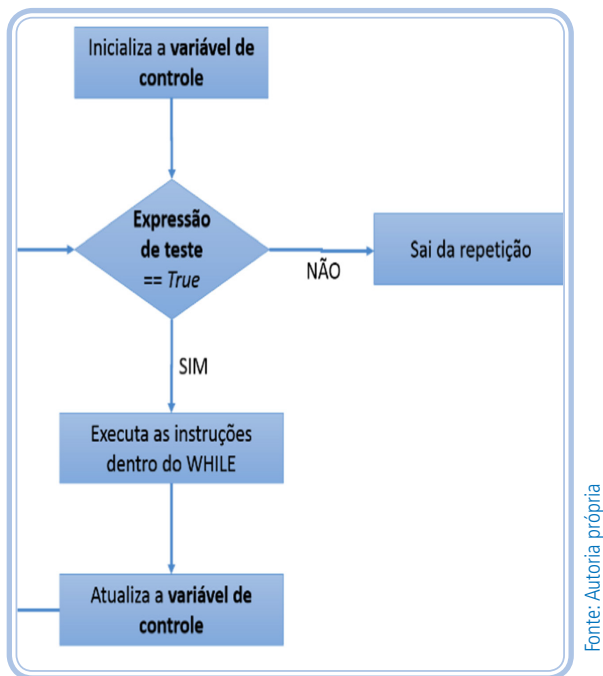 Inicializa a variável de
controle
Expressão
de teste
== True
NÃO
Sai da repetição
SIM
Executa as instruções
dentro do WHILE
Atualiza a variável de
controle
Fonte: Autoria própria